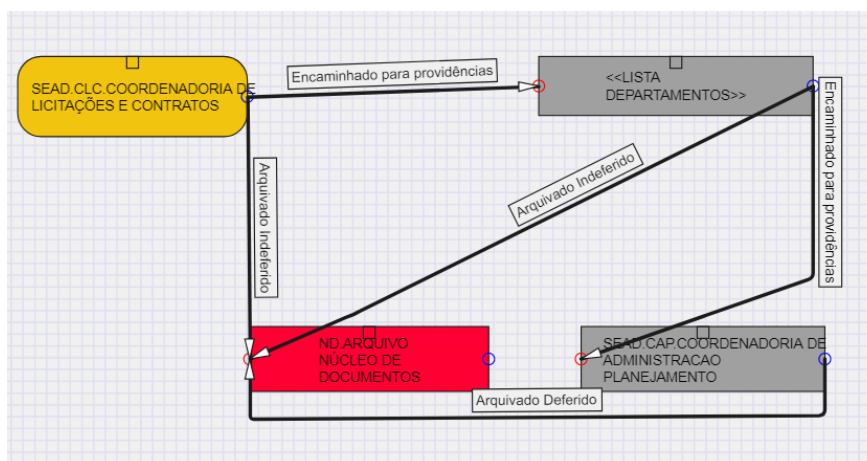 SEAD.CLC.COORDENADORIA DE
LICITAÇÕES E CONTRATOS
Encaminhado para providências
<<LISTA
DEPARTAMENTOS>>
Arquivado Indeferido
Arquivado Indeferido
Encaminhado para providências
ND.ARQUIVO
NÚCLEO DE
DOCUMENTOS
SEAD.CAP.COORDENADORIA DE
ADMINISTRACAO
PLANEJAMENTO
Arquivado Deferido